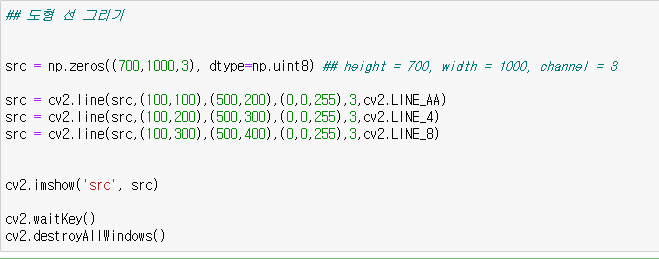 ## 도형 선 그리기
src = np.zeros((700,1000,3), dtype=np.uint8) ## height = 700, width = 1000, channel = 3
src = cv2.line(src,(100,100),(500,200),(0,0,255),3,cv2.LINE_AA)
src = cv2.line(src,(100,200),(500,300),(0,0,255),3,cv2.LINE_4)
src = cv2.line(src,(100,300),(500,400),(0,0,255),3,cv2.LINE_8)
cv2.imshow('src', src)
cv2.waitKey()
cv2.destroyAllWindows()